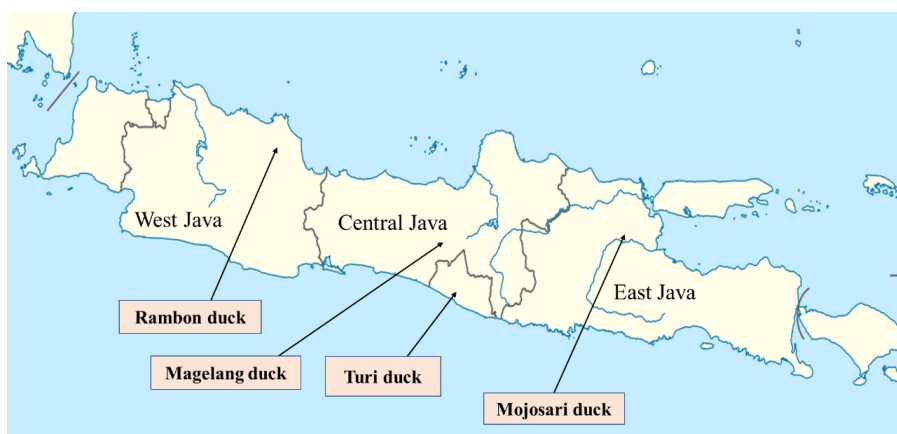 West Java
Central Java
East Java
Rambon duck
Magelang duck
Turi duck
Mojosari duck